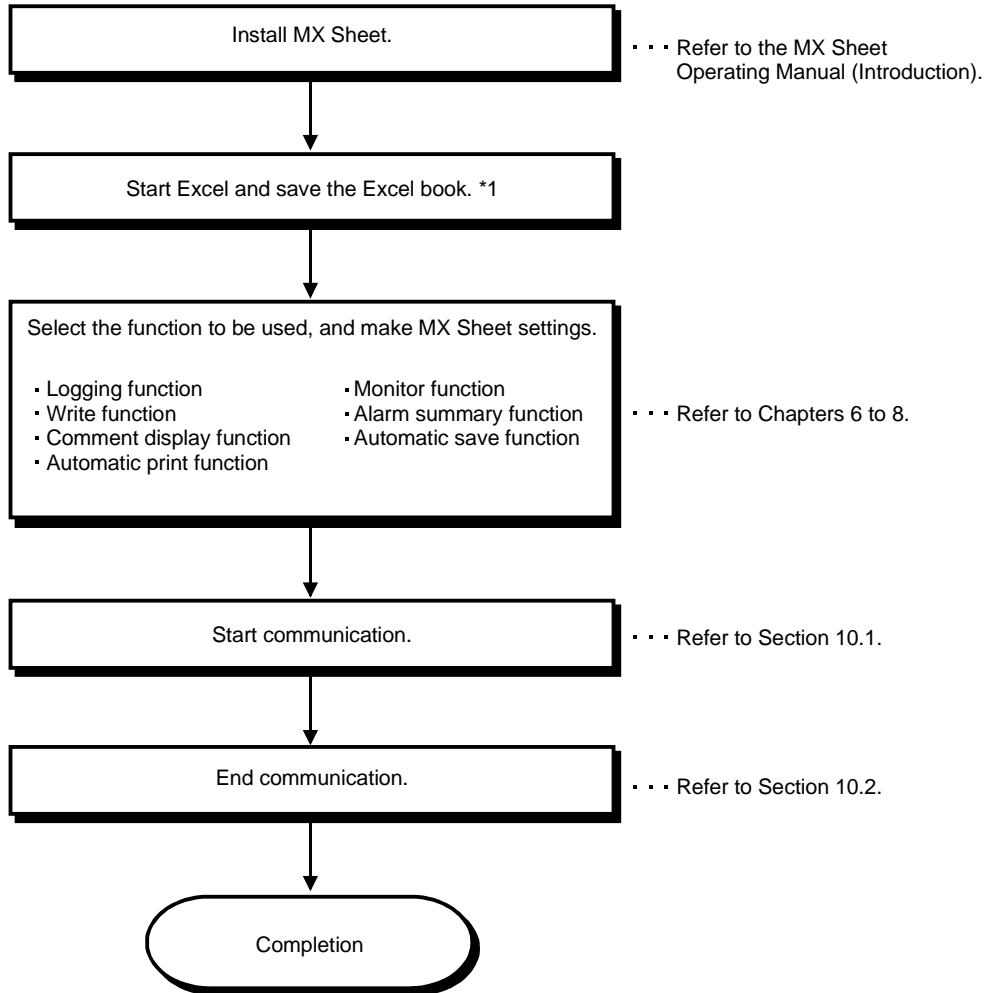 Install MX Sheet.
· · · Refer to the MX Sheet
Operating Manual (Introduction).
Start Excel and save the Excel book. *1
Select the function to be used, and make MX Sheet settings.
· Logging function
· Write function
· Comment display function
· Automatic print function
· Monitor function
· Alarm summary function
· Automatic save function
· · · Refer to Chapters 6 to 8.
Start communication.
· · · Refer to Section 10.1.
End communication.
· · · Refer to Section 10.2.
Completion